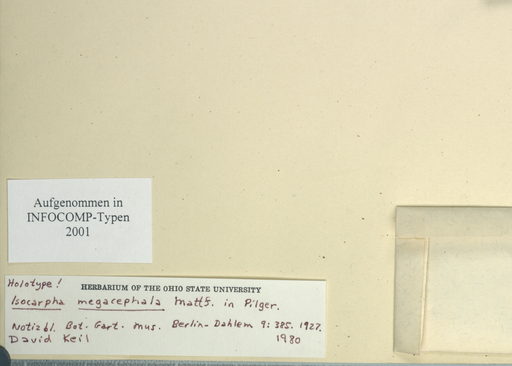 Aufgenommen in
INFOCOMP-Typen
2001
Holotype!
HERBARIUM OF THE OHIO STATE UNIVERSITY
Isocarpha megacephala Mattf. in Pilger.
Notizbl. Bot. Gart. Mus. Berlin-Dahlem 9:385. 1927.
David Keil 1980